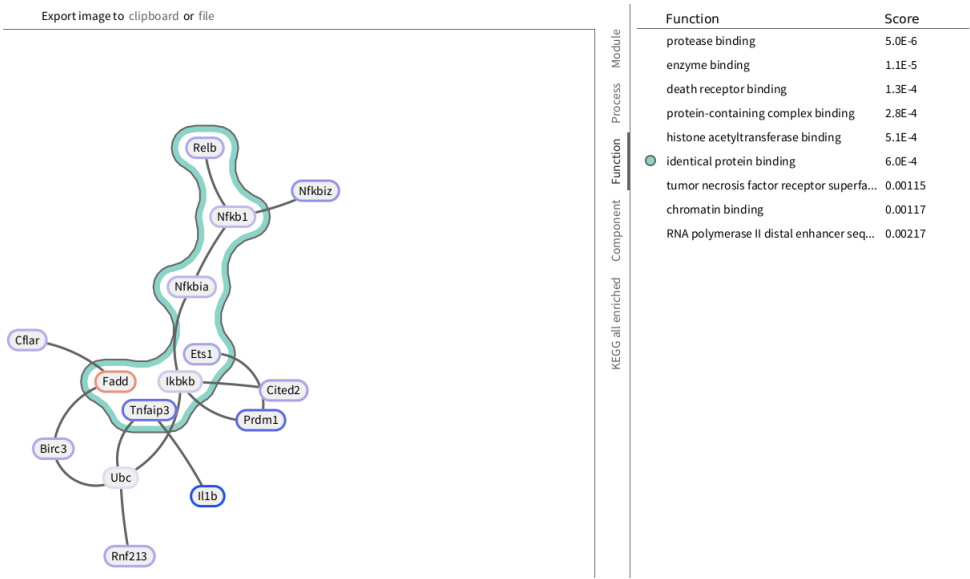 Export image to clipboard or file
Relb
Nfkbiz
Nfkb1
Nfkbia
Cflar
Ets1
Fadd
Ikbkb
Cited2
Tnfaip3
Prdm1
Birc3
Ubc
Il1b
Rnf213
Module
Process
Function
Component
KEGG all enriched
Function Score
protease binding 5.0E-6
enzyme binding 1.1E-5
death receptor binding 1.3E-4
protein-containing complex binding 2.8E-4
histone acetyltransferase binding 5.1E-4
identical protein binding 6.0E-4
tumor necrosis factor receptor superfa... 0.00115
chromatin binding 0.00117
RNA polymerase II distal enhancer seq... 0.00217